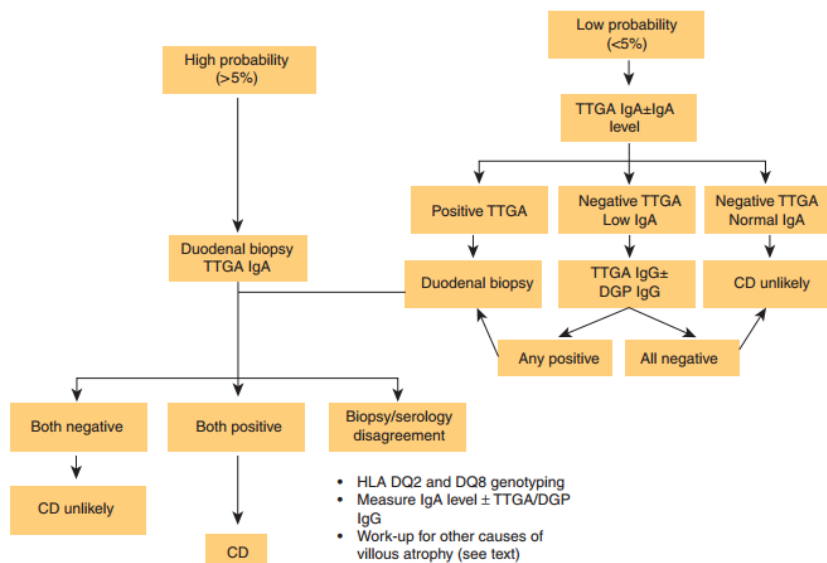 High probability
(>5%)
Low probability
(<5%)
TTGA IgA±IgA
level
Positive TTGA
Negative TTGA
Low IgA
Negative TTGA
Normal IgA
Duodenal biopsy
TTGA IgA
Duodenal biopsy
TTGA IgG±
DGP IgG
CD unlikely
Any positive
All negative
Both negative
Both positive
Biopsy/serology
disagreement
CD unlikely
CD
• HLA DQ2 and DQ8 genotyping
• Measure IgA level ± TTGA/DGP
IgG
• Work-up for other causes of
villous atrophy (see text)